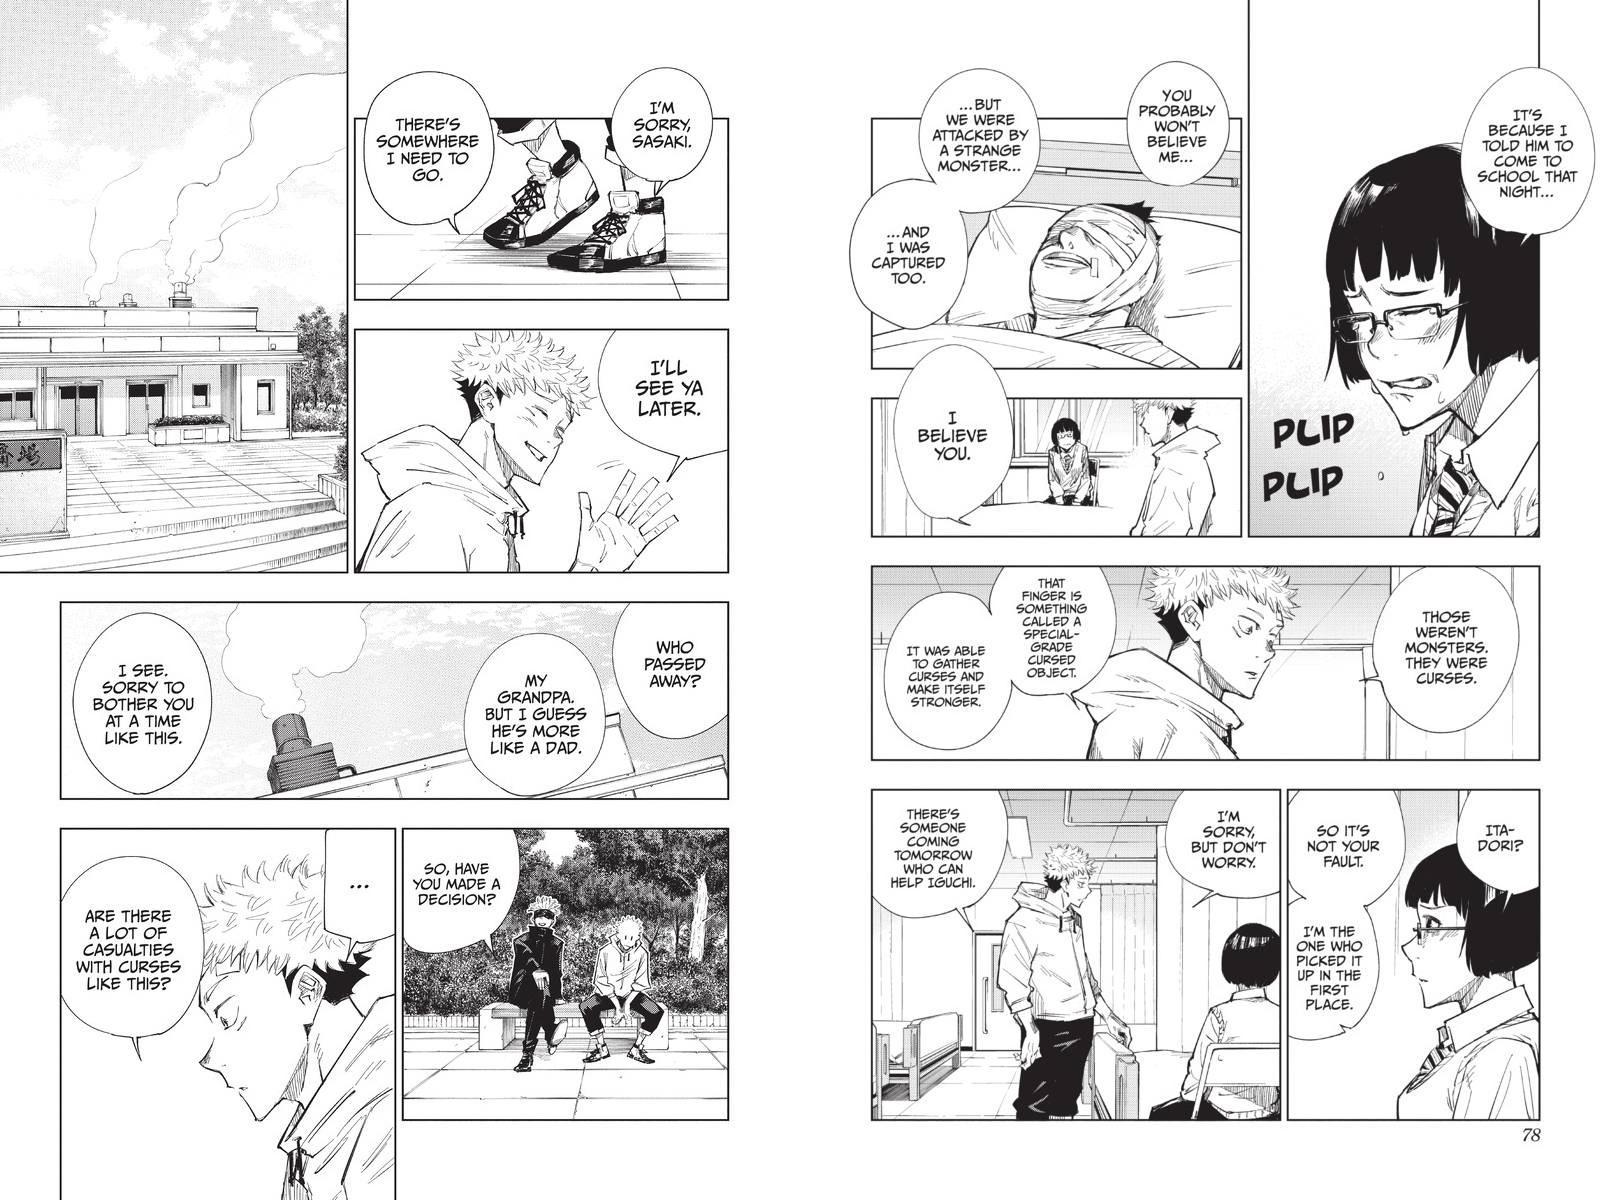 IT'S
BECAUSE I
TOLD HIM TO
COME TO
SCHOOL THAT
NIGHT...
PLIP
PLIP
YOU
PROBABLY
WON'T
BELIEVE
ME...
...BUT
WE WERE
ATTACKED BY
A STRANGE
MONSTER...
...AND
I WAS
CAPTURED
TOO.
I
BELIEVE
YOU.
THOSE
WEREN'T
MONSTERS.
THEY WERE
CURSES.
THAT
FINGER IS
SOMETHING
CALLED A
SPECIAL-
GRADE
CURSED
OBJECT.
IT WAS ABLE
TO GATHER
CURSES AND
MAKE ITSELF
STRONGER.
ITA-
DORI?
SO IT'S
NOT YOUR
FAULT.
I'M THE
ONE WHO
PICKED IT
UP IN THE
FIRST
PLACE.
I'M
SORRY,
BUT DON'T
WORRY.
THERE'S
SOMEONE
COMING
TOMORROW
WHO CAN
HELP IGUCHI.
78
I'M
SORRY,
SASAKI.
THERE'S
SOMEWHERE
I NEED TO
GO.
I'LL
SEE YA
LATER.
斎場
WHO
PASSED
AWAY?
MY
GRANDPA.
BUT I GUESS
HE'S MORE
LIKE A DAD.
I SEE.
SORRY TO
BOTHER YOU
AT A TIME
LIKE THIS.
SO, HAVE
YOU MADE A
DECISION?
...
ARE THERE
A LOT OF
CASUALTIES
WITH CURSES
LIKE THIS?